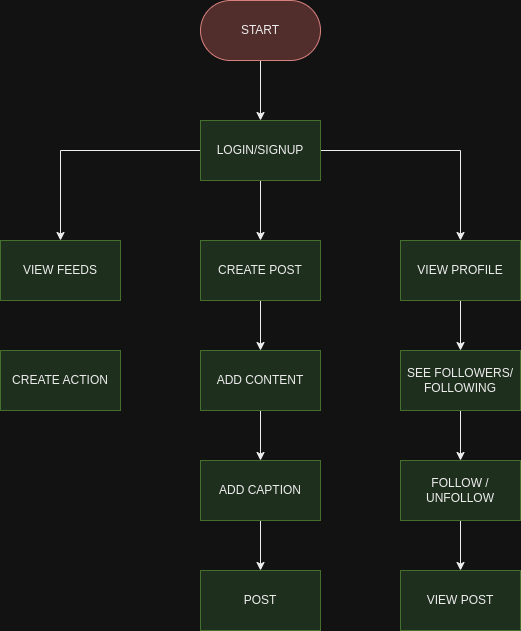 START
LOGIN/SIGNUP
VIEW FEEDS
CREATE POST
VIEW PROFILE
CREATE ACTION
ADD CONTENT
SEE FOLLOWERS/
FOLLOWING
ADD CAPTION
FOLLOW /
UNFOLLOW
POST
VIEW POST